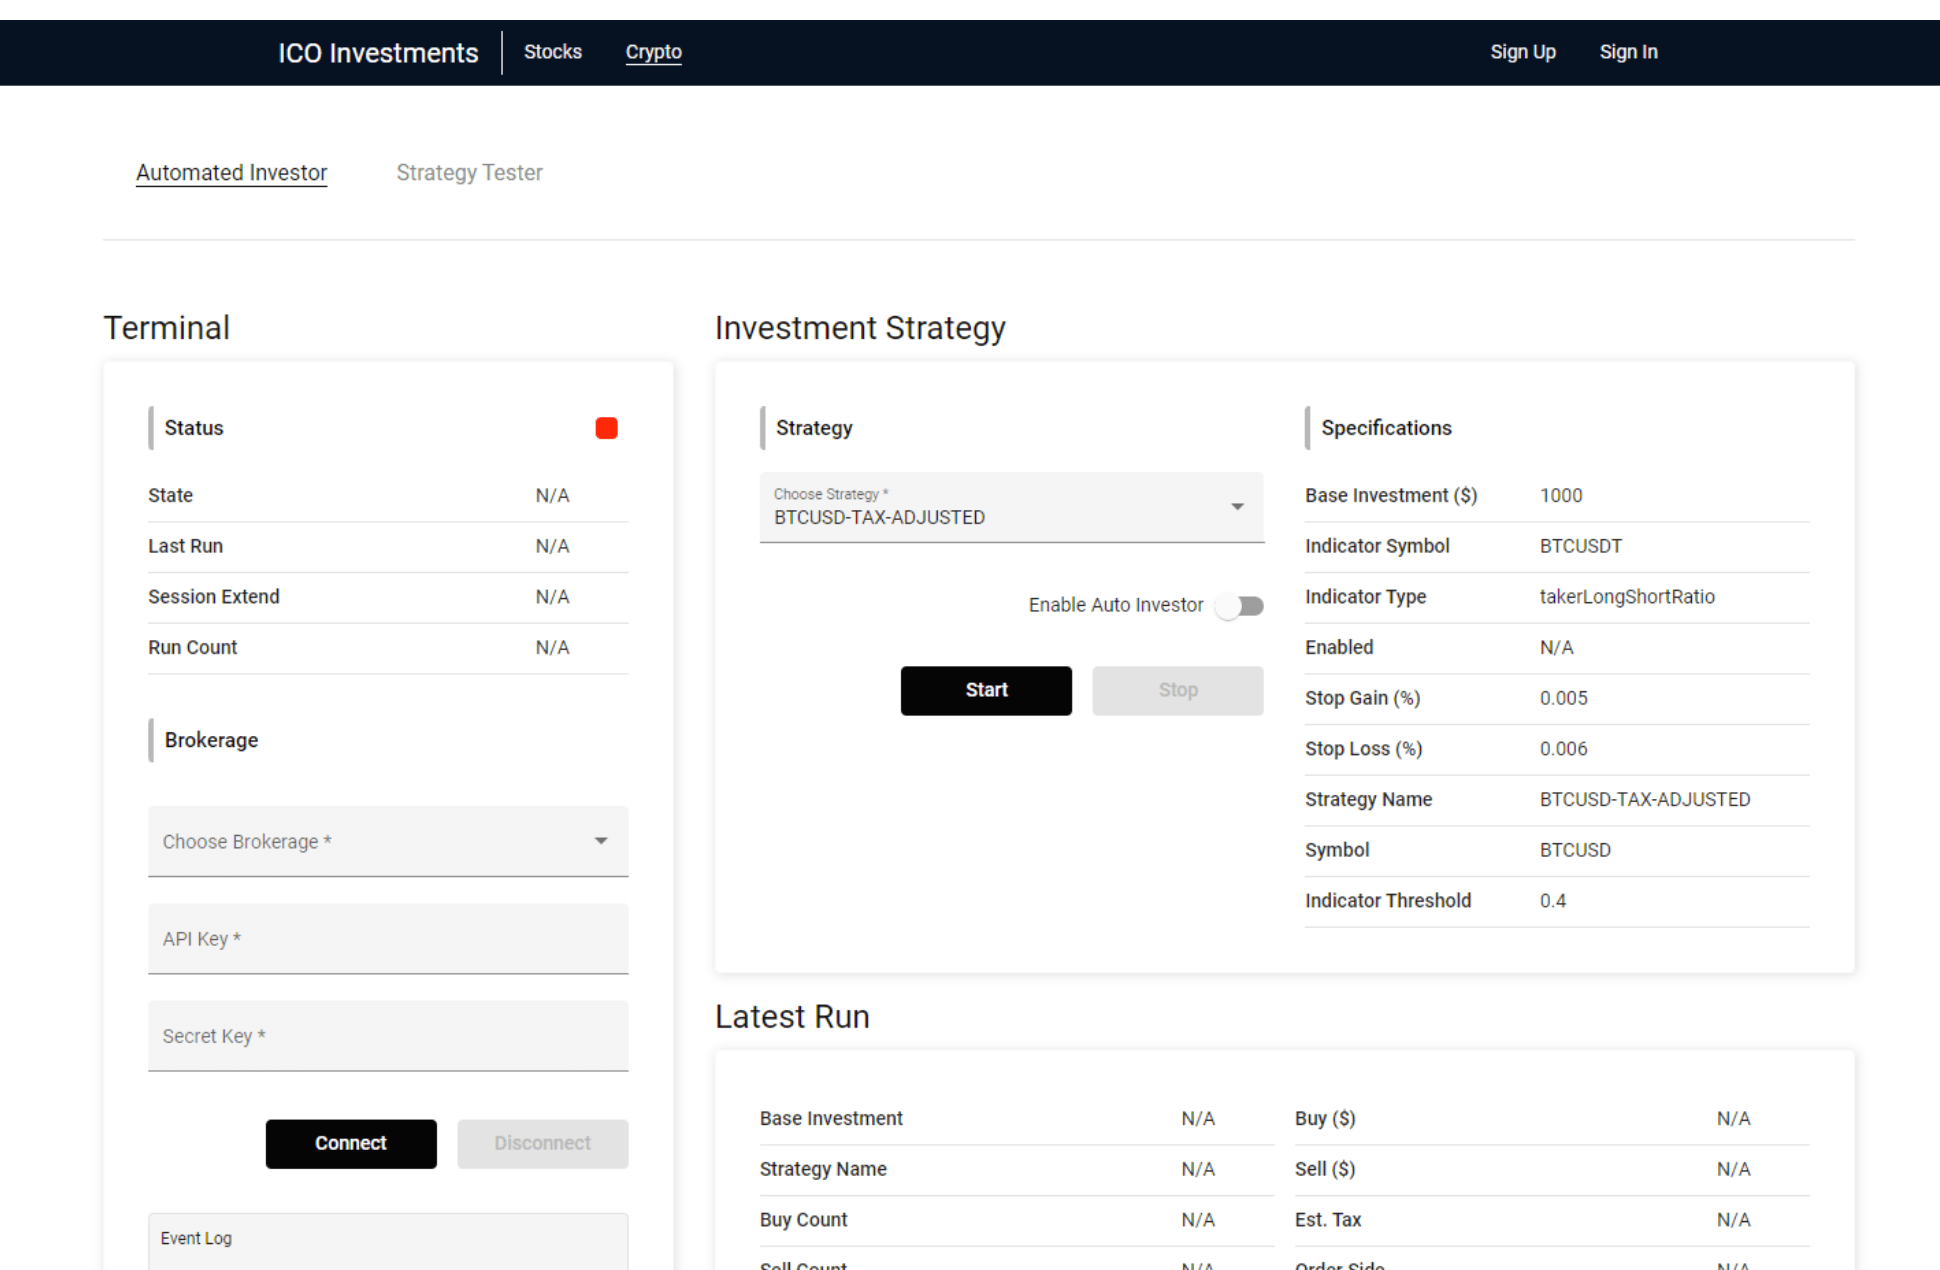 ICO Investments Stocks Crypto Sign Up Sign In
Automated Investor Strategy Tester
Terminal
Status
State N/A
Last Run N/A
Session Extend N/A
Run Count N/A
Brokerage
Choose Brokerage *
API Key *
Secret Key *
Connect Disconnect
Event Log
Investment Strategy
Strategy
Choose Strategy *
BTCUSD-TAX-ADJUSTED
Enable Auto Investor
Start Stop
Specifications
Base Investment ($) 1000
Indicator Symbol BTCUSDT
Indicator Type takerLongShortRatio
Enabled N/A
Stop Gain (%) 0.005
Stop Loss (%) 0.006
Strategy Name BTCUSD-TAX-ADJUSTED
Symbol BTCUSD
Indicator Threshold 0.4
Latest Run
Base Investment N/A
Strategy Name N/A
Buy Count N/A
Sell Count N/A
Buy ($) N/A
Sell ($) N/A
Est. Tax N/A
Order Side N/A